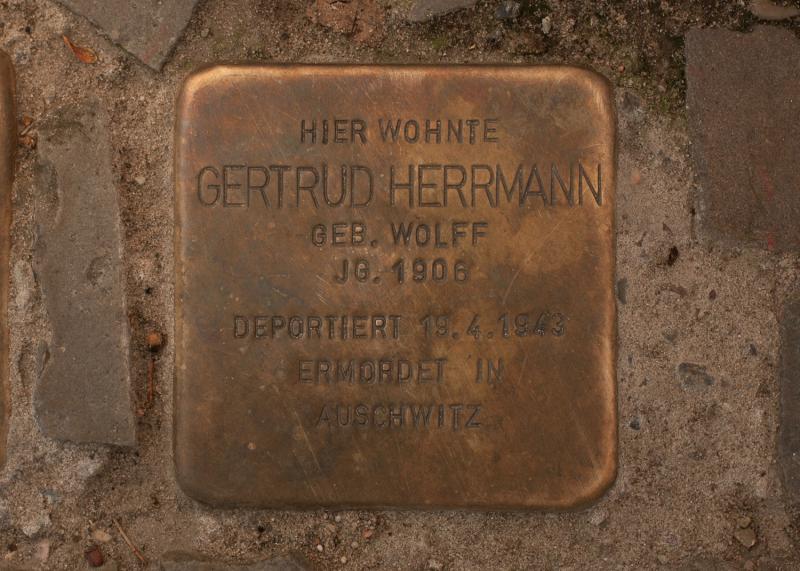 HIER WOHNTE
GERTRUD HERRMANN
GEB. WOLFF
JG. 1906
DEPORTIERT 19.4.1943
ERMORDET IN
AUSCHWITZ